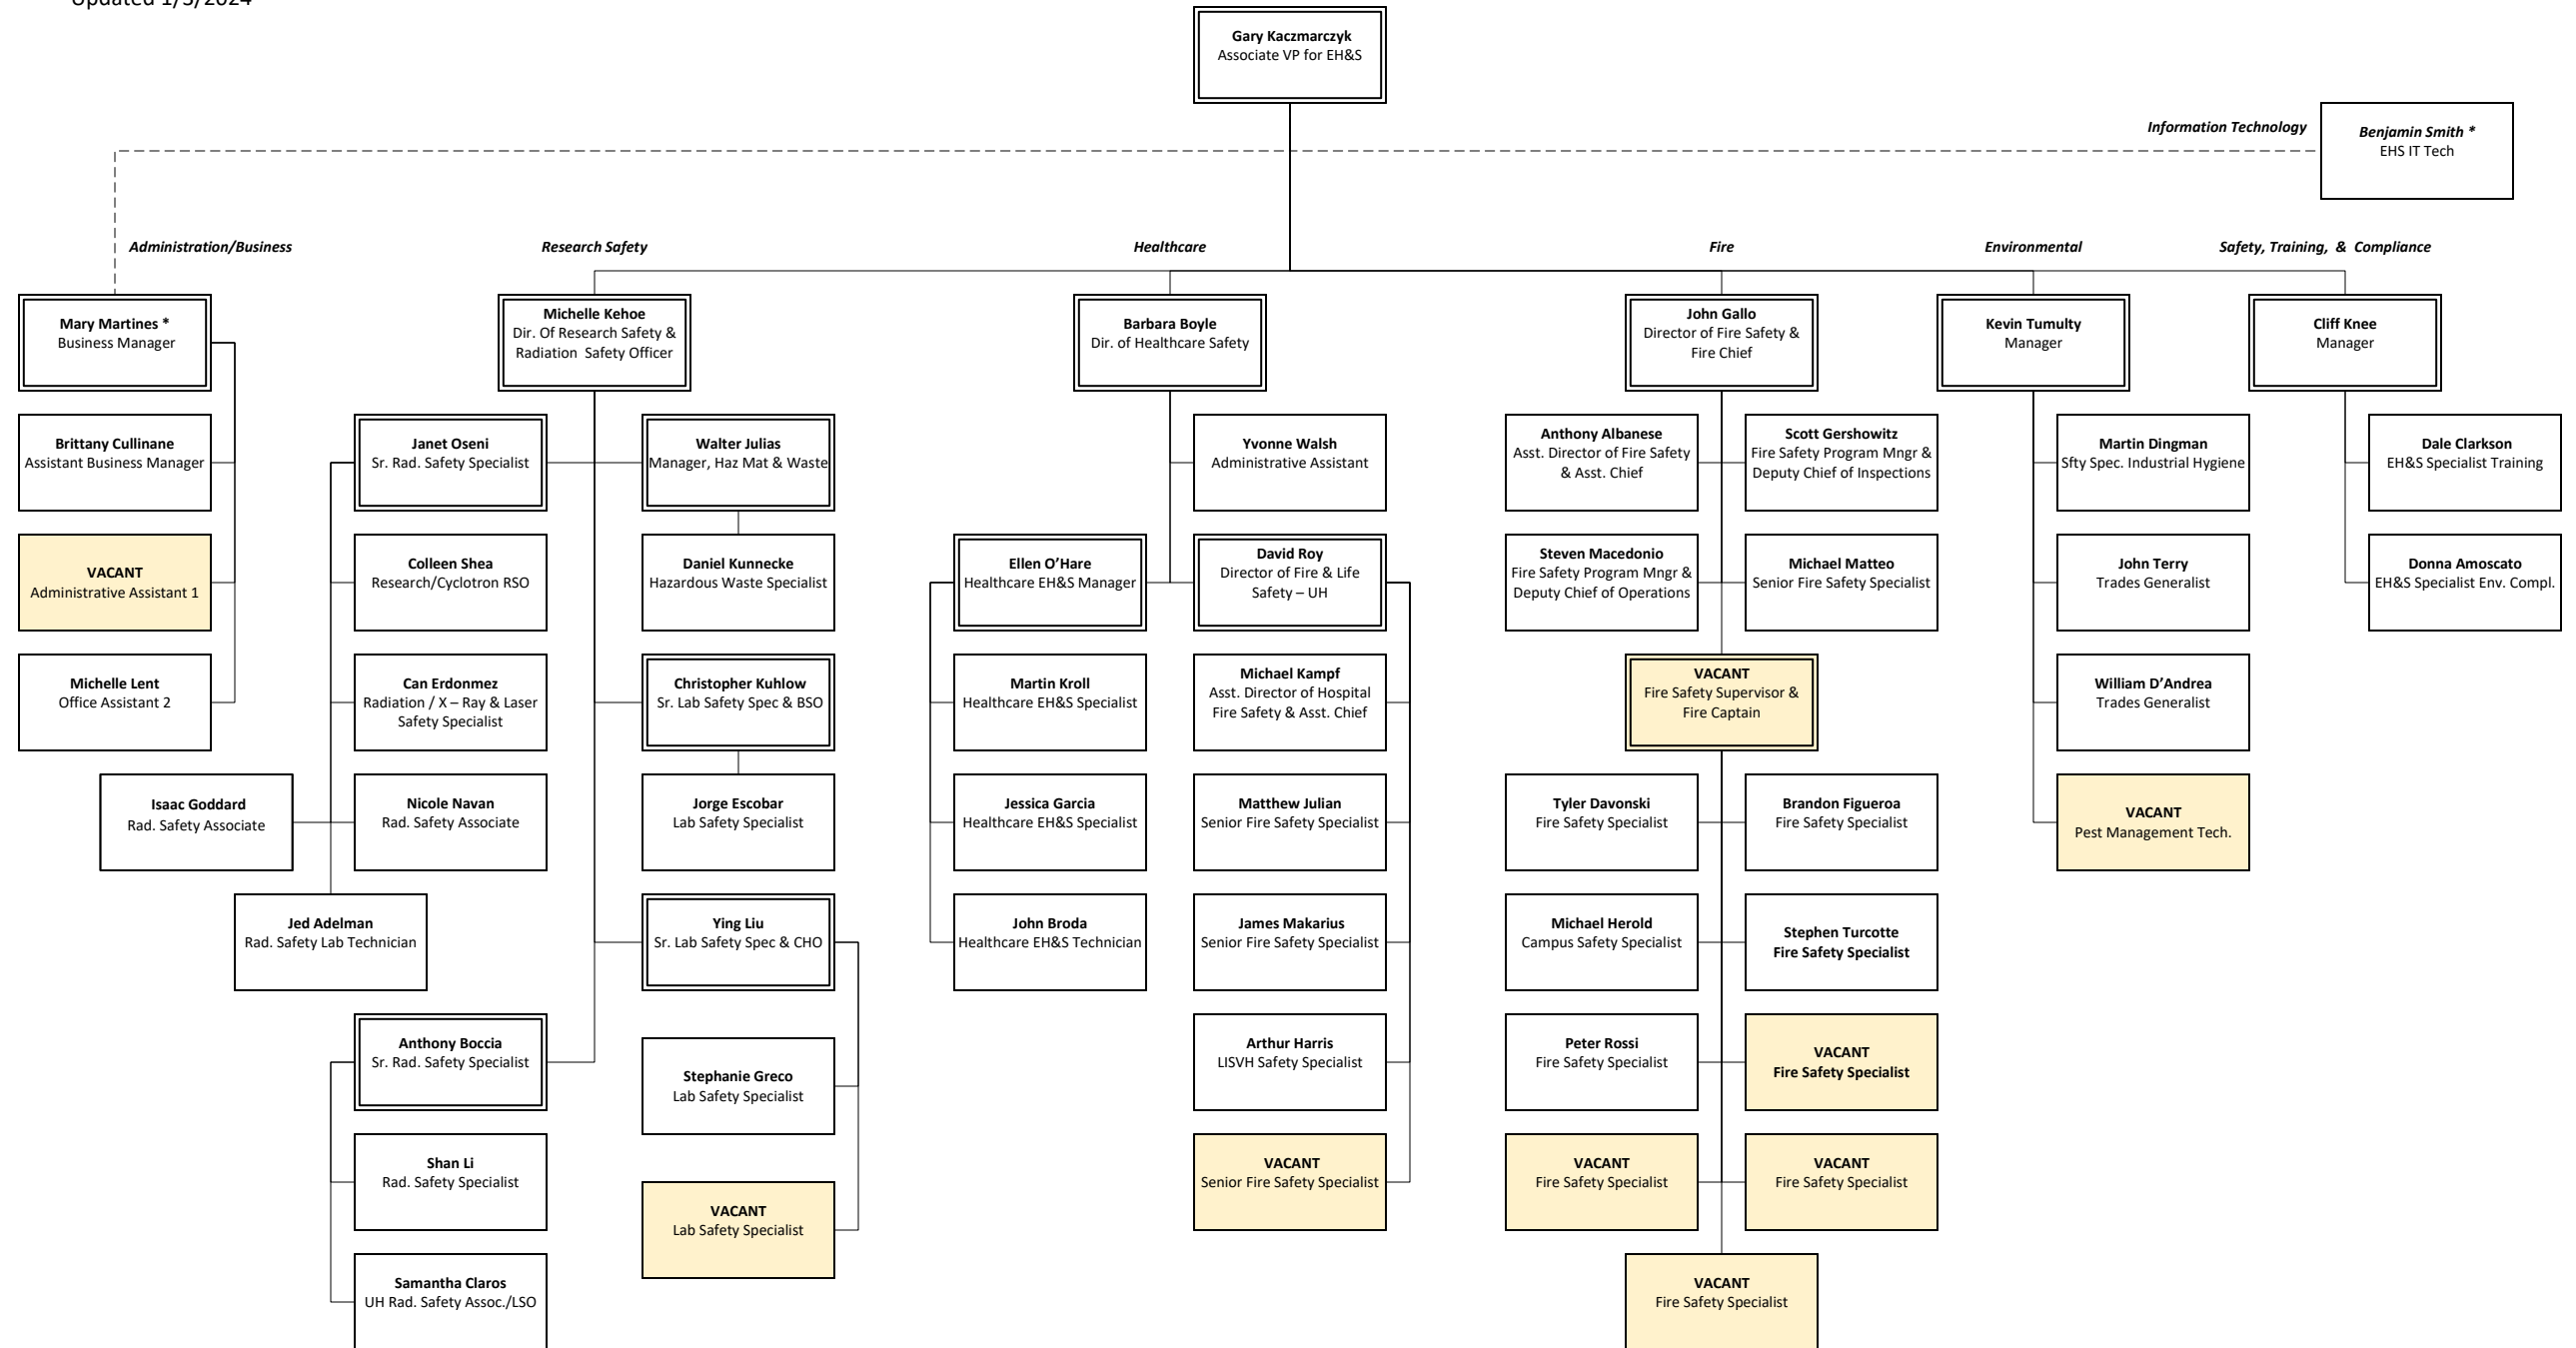 Updated 1/3/2024
Gary Kaczmarczyk
Associate VP for EH&S
Information Technology
Benjamin Smith *
EHS IT Tech
Administration/Business
Research Safety
Healthcare
Fire
Environmental
Safety, Training, & Compliance
Mary Martines *
Business Manager
Michelle Kehoe
Dir. Of Research Safety &
Radiation Safety Officer
Barbara Boyle
Dir. of Healthcare Safety
John Gallo
Director of Fire Safety &
Fire Chief
Kevin Tumulty
Manager
Cliff Knee
Manager
Brittany Cullinane
Assistant Business Manager
Janet Oseni
Sr. Rad. Safety Specialist
Walter Julias
Manager, Haz Mat & Waste
Yvonne Walsh
Administrative Assistant
Anthony Albanese
Asst. Director of Fire Safety
& Asst. Chief
Scott Gershowitz
Fire Safety Program Mngr &
Deputy Chief of Inspections
Martin Dingman
Sfty Spec. Industrial Hygiene
Dale Clarkson
EH&S Specialist Training
VACANT
Administrative Assistant 1
Colleen Shea
Research/Cyclotron RSO
Daniel Kunnecke
Hazardous Waste Specialist
Ellen O’Hare
Healthcare EH&S Manager
David Roy
Director of Fire & Life
Safety – UH
Steven Macedonio
Fire Safety Program Mngr &
Deputy Chief of Operations
Michael Matteo
Senior Fire Safety Specialist
John Terry
Trades Generalist
Donna Amoscato
EH&S Specialist Env. Compl.
Michelle Lent
Office Assistant 2
Can Erdonmez
Radiation / X – Ray & Laser
Safety Specialist
Christopher Kuhlow
Sr. Lab Safety Spec & BSO
Martin Kroll
Healthcare EH&S Specialist
Michael Kampf
Asst. Director of Hospital
Fire Safety & Asst. Chief
VACANT
Fire Safety Supervisor &
Fire Captain
William D’Andrea
Trades Generalist
Isaac Goddard
Rad. Safety Associate
Nicole Navan
Rad. Safety Associate
Jorge Escobar
Lab Safety Specialist
Jessica Garcia
Healthcare EH&S Specialist
Matthew Julian
Senior Fire Safety Specialist
Tyler Davonski
Fire Safety Specialist
Brandon Figueroa
Fire Safety Specialist
VACANT
Pest Management Tech.
Jed Adelman
Rad. Safety Lab Technician
Ying Liu
Sr. Lab Safety Spec & CHO
John Broda
Healthcare EH&S Technician
James Makarius
Senior Fire Safety Specialist
Michael Herold
Campus Safety Specialist
Stephen Turcotte
Fire Safety Specialist
Anthony Boccia
Sr. Rad. Safety Specialist
Stephanie Greco
Lab Safety Specialist
Arthur Harris
LISVH Safety Specialist
Peter Rossi
Fire Safety Specialist
VACANT
Fire Safety Specialist
Shan Li
Rad. Safety Specialist
VACANT
Lab Safety Specialist
VACANT
Senior Fire Safety Specialist
VACANT
Fire Safety Specialist
VACANT
Fire Safety Specialist
Samantha Claros
UH Rad. Safety Assoc./LSO
VACANT
Fire Safety Specialist